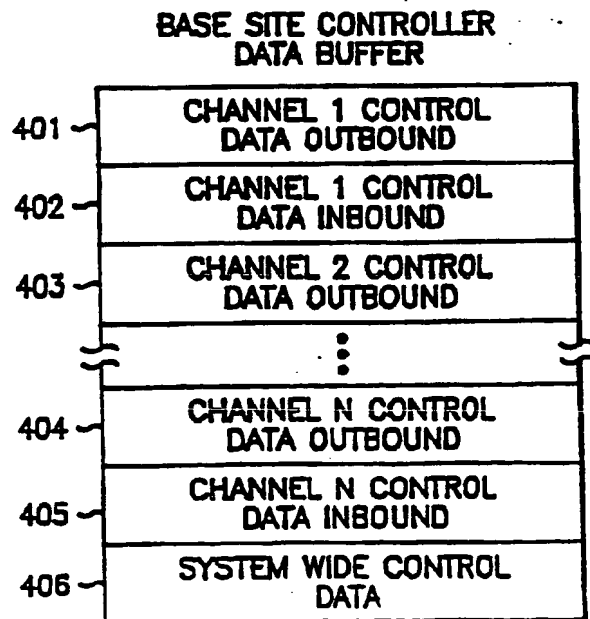 BASE SITE CONTROLLER
DATA BUFFER
401
CHANNEL 1 CONTROL
DATA OUTBOUND
402
CHANNEL 1 CONTROL
DATA INBOUND
403
CHANNEL 2 CONTROL
DATA OUTBOUND
404
CHANNEL N CONTROL
DATA OUTBOUND
405
CHANNEL N CONTROL
DATA INBOUND
406
SYSTEM WIDE CONTROL
DATA